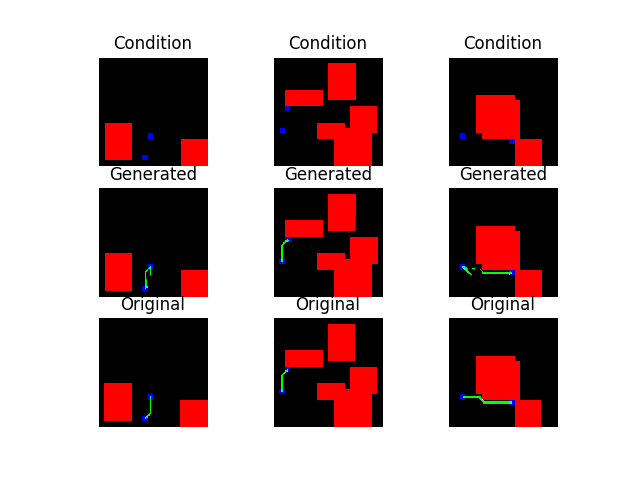 Condition Condition Condition
Generated Generated Generated
Original Original Original